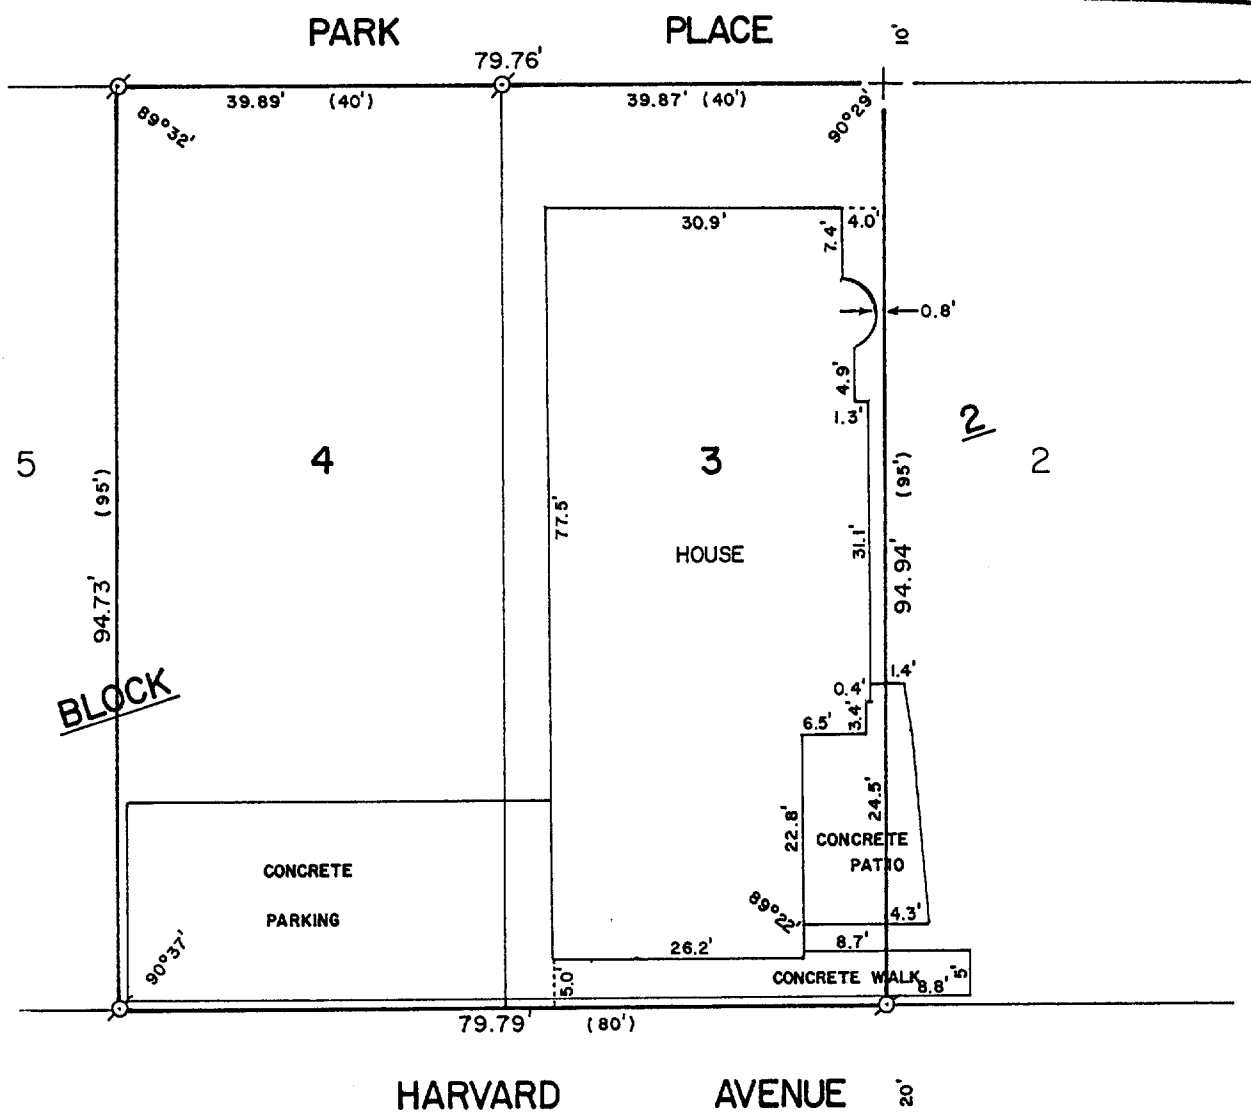 PARK PLACE 10'
79.76'
39.89' (40') 39.87' (40')
89°32' 90°29'
30.9' 7.4' 4.0'
0.8'
4.9'
1.3'
2
5 4 3 2
94.73' (95')
77.5'
31.1'
94.94' (95')
HOUSE
BLOCK
1.4'
0.4'
6.5' 3.4'
22.8' 24.5'
CONCRETE
PATIO
CONCRETE
PARKING
89°22' 4.3'
90°37'
26.2' 8.7'
5.0' CONCRETE WALK 8.8' 5'
79.79' (80')
HARVARD AVENUE 20'